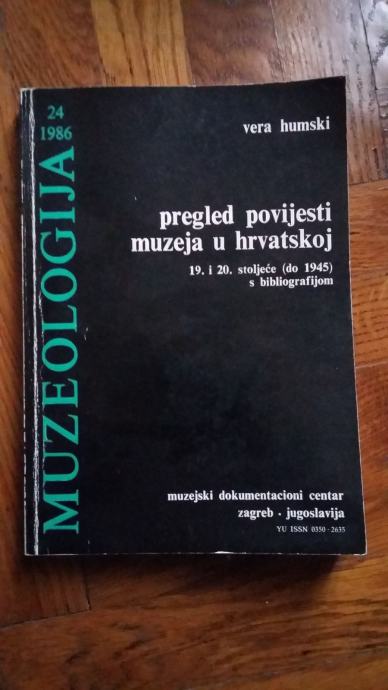 24
1986
MUZEOLOGIJA
vera humski
pregled povijesti
muzeja u hrvatskoj
19. i 20. stoljeće (do 1945)
s bibliografijom
muzejski dokumentacioni centar
zagreb · jugoslavija
YU ISSN 0350-2635